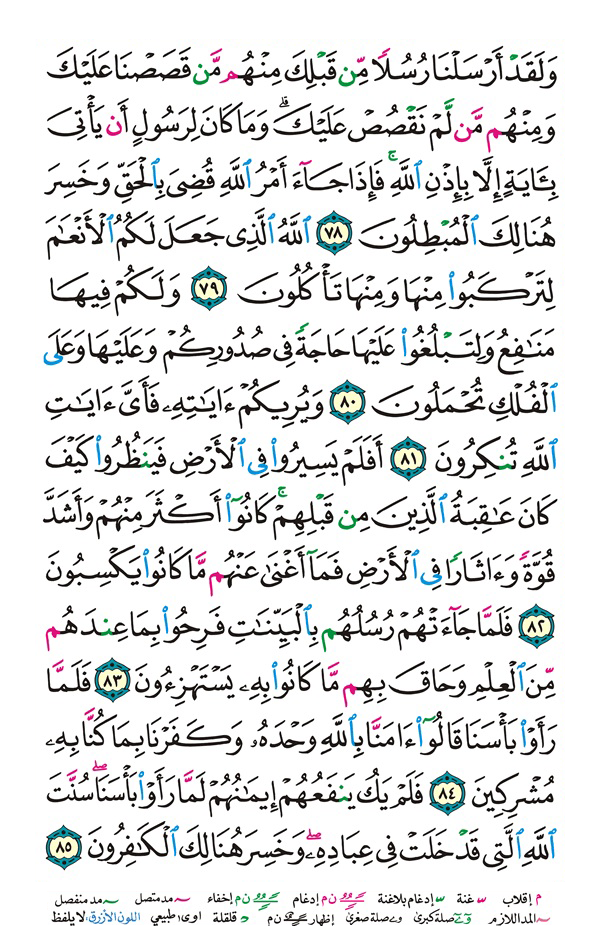 وَلَقَدْ أَرْسَلْنَا رُسُلًا مِّن قَبْلِكَ مِنْهُم مَّن قَصَصْنَا عَلَيْكَ
وَمِنْهُم مَّن لَّمْ نَقْصُصْ عَلَيْكَ ۗ وَمَا كَانَ لِرَسُولٍ أَن يَأْتِىَ
بِـَٔايَةٍ إِلَّا بِإِذْنِ ٱللَّهِ ۚ فَإِذَا جَآءَ أَمْرُ ٱللَّهِ قُضِىَ بِٱلْحَقِّ وَخَسِرَ
هُنَالِكَ ٱلْمُبْطِلُونَ ٧٨ ٱللَّهُ ٱلَّذِى جَعَلَ لَكُمُ ٱلْأَنْعَٰمَ
لِتَرْكَبُوا۟ مِنْهَا وَمِنْهَا تَأْكُلُونَ ٧٩ وَلَكُمْ فِيهَا
مَنَٰفِعُ وَلِتَبْلُغُوا۟ عَلَيْهَا حَاجَةً فِى صُدُورِكُمْ وَعَلَيْهَا وَعَلَى
ٱلْفُلْكِ تُحْمَلُونَ ٨٠ وَيُرِيكُمْ ءَايَٰتِهِۦ فَأَىَّ ءَايَٰتِ
ٱللَّهِ تُنكِرُونَ ٨١ أَفَلَمْ يَسِيرُوا۟ فِى ٱلْأَرْضِ فَيَنظُرُوا۟ كَيْفَ
كَانَ عَٰقِبَةُ ٱلَّذِينَ مِن قَبْلِهِمْ ۚ كَانُوٓا۟ أَكْثَرَ مِنْهُمْ وَأَشَدَّ
قُوَّةً وَءَاثَارًا فِى ٱلْأَرْضِ فَمَآ أَغْنَىٰ عَنْهُم مَّا كَانُوا۟ يَكْسِبُونَ
٨٢ فَلَمَّا جَآءَتْهُمْ رُسُلُهُم بِٱلْبَيِّنَٰتِ فَرِحُوا۟ بِمَا عِندَهُم
مِّنَ ٱلْعِلْمِ وَحَاقَ بِهِم مَّا كَانُوا۟ بِهِۦ يَسْتَهْزِءُونَ ٨٣ فَلَمَّا
رَأَوْا۟ بَأْسَنَا قَالُوٓا۟ ءَامَنَّا بِٱللَّهِ وَحْدَهُۥ وَكَفَرْنَا بِمَا كُنَّا بِهِۦ
مُشْرِكِينَ ٨٤ فَلَمْ يَكُ يَنفَعُهُمْ إِيمَٰنُهُمْ لَمَّا رَأَوْا۟ بَأْسَنَا ۖ سُنَّتَ
ٱللَّهِ ٱلَّتِى قَدْ خَلَتْ فِى عِبَادِهِۦ ۖ وَخَسِرَ هُنَالِكَ ٱلْكَٰفِرُونَ ٨٥
م إقلاب ّ غنة ّ إدغام بلاغنة ن م إدغام ن م إخفاء ~ مد متصل ~ مد منفصل
~ المد اللازم و ے صلة كبرى و ے صلة صغرى إظهار ن م د قلقلة اوى؛ طبيعي اللون الأزرق: لا يلفظ